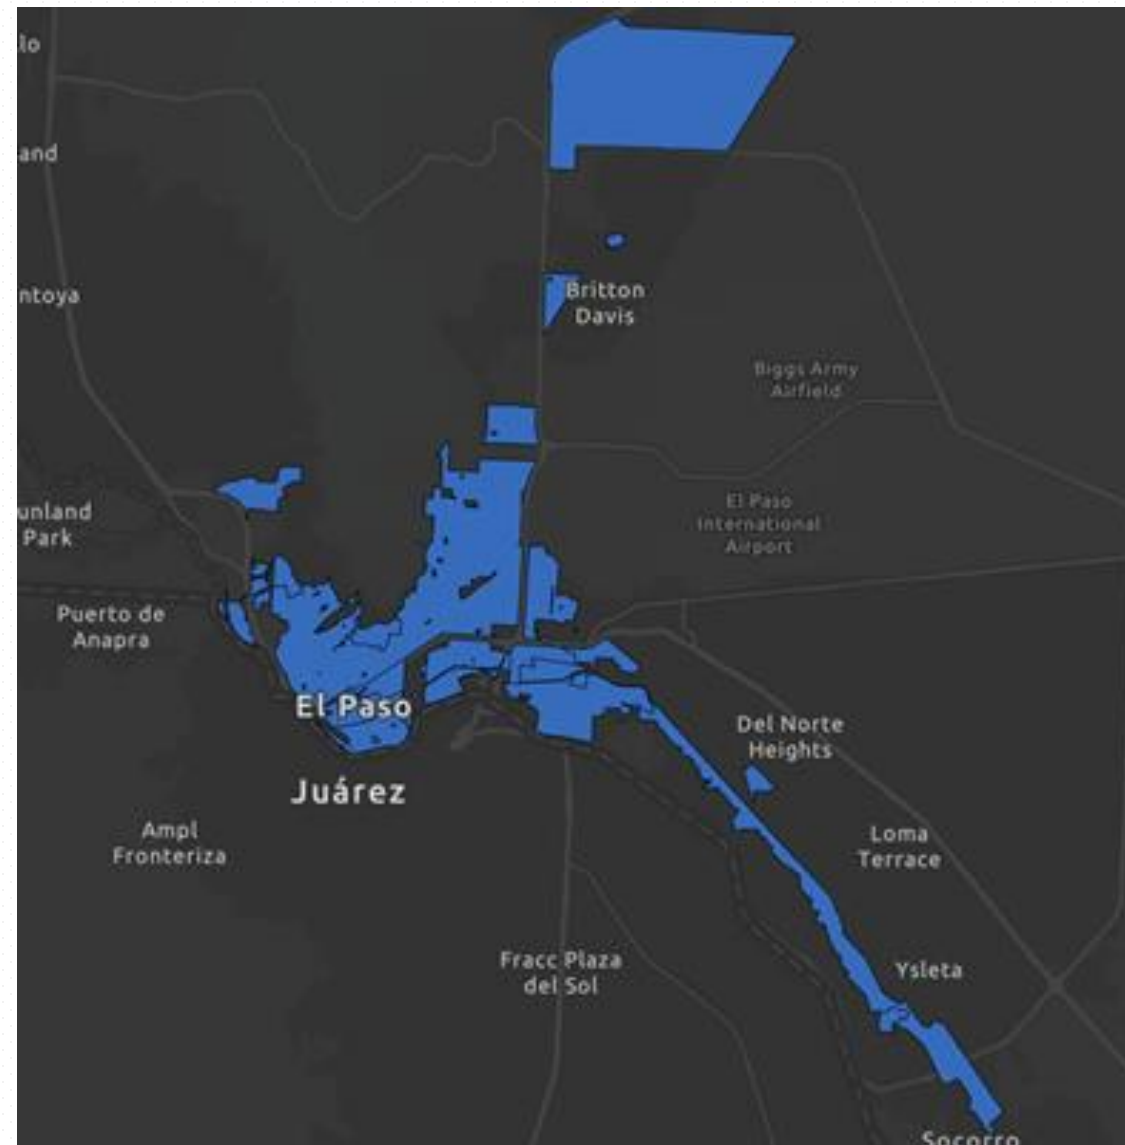 lo
and
ntoya
Britton
Davis
Biggs Army
Airfield
unland
Park
El Paso
International
Airport
Puerto de
Anapra
El Paso
Del Norte
Heights
Juárez
Ampl
Fronteriza
Loma
Terrace
Fracc Plaza
del Sol
Ysleta
Socorro